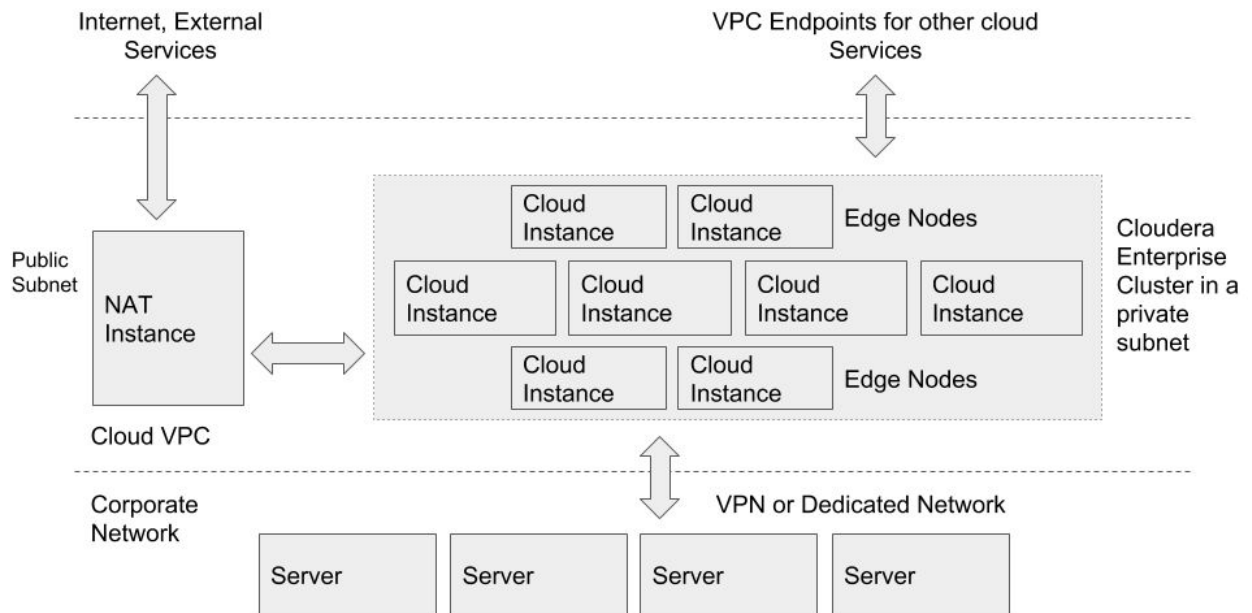 Internet, External
Services
VPC Endpoints for other cloud
Services
Public
Subnet
NAT
Instance
Cloud VPC
Cloud
Instance
Cloud
Instance
Edge Nodes
Cloud
Instance
Cloud
Instance
Cloud
Instance
Cloud
Instance
Cloud
Instance
Cloud
Instance
Edge Nodes
Cloudera
Enterprise
Cluster in a
private
subnet
Corporate
Network
VPN or Dedicated Network
Server
Server
Server
Server